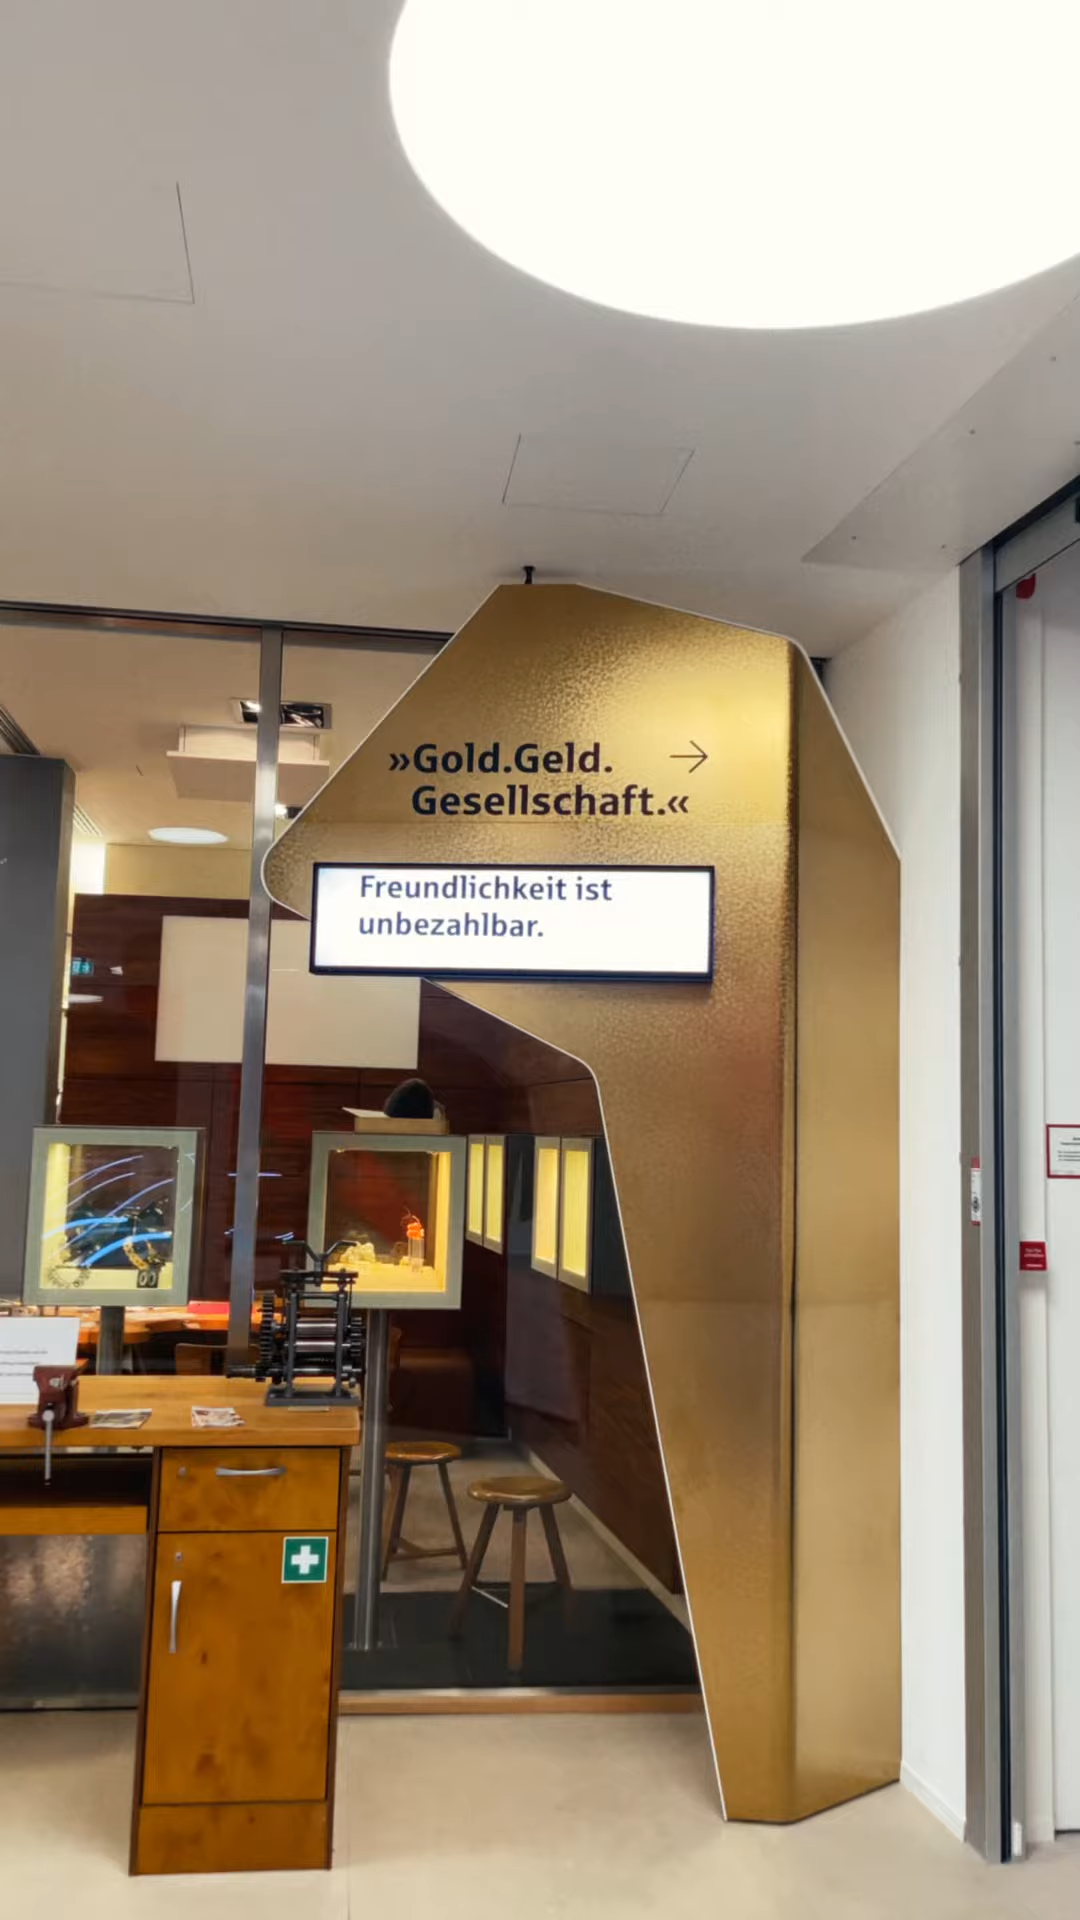 »Gold.Geld. →
Gesellschaft.«
Freundlichkeit ist
unbezahlbar.